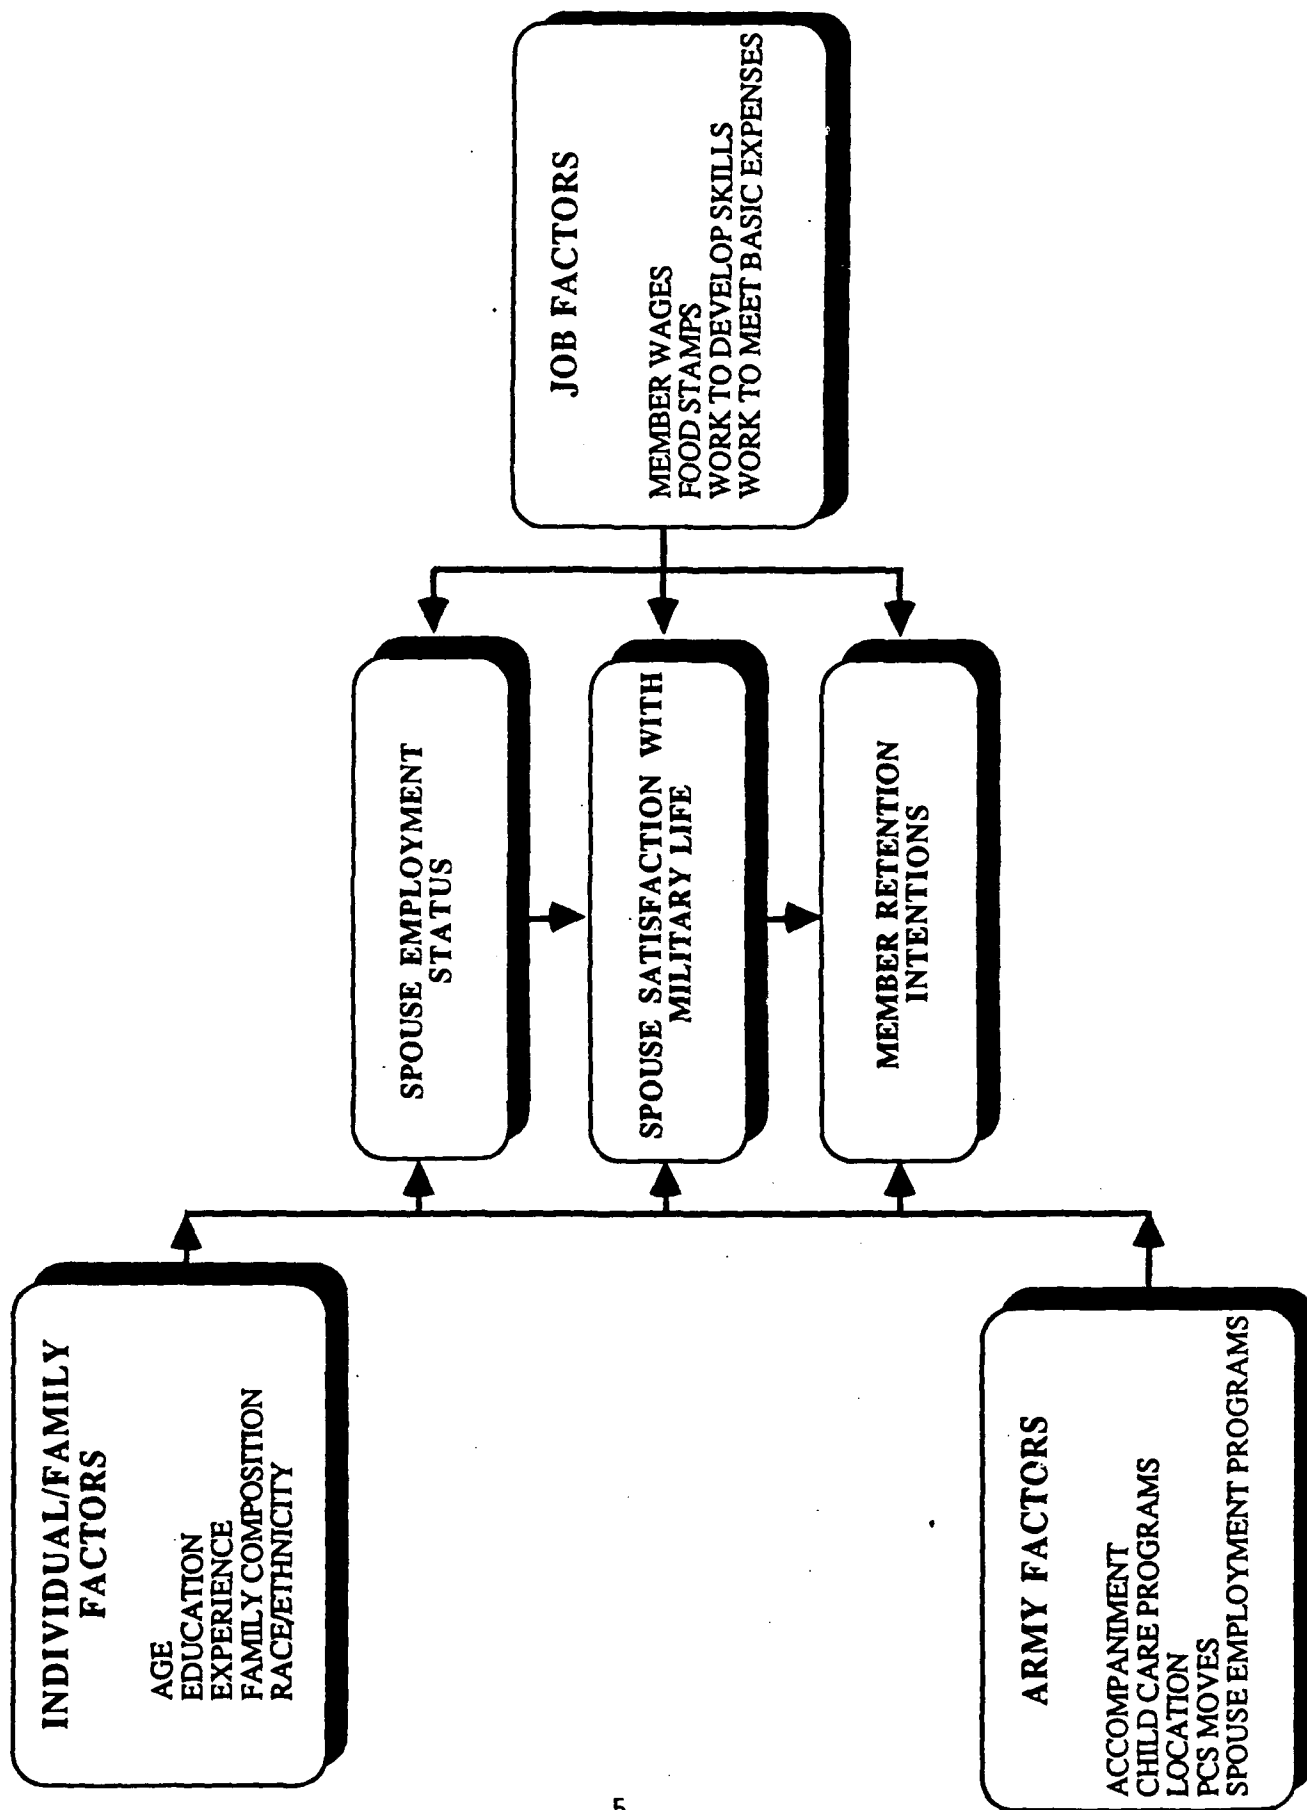 INDIVIDUAL/FAMILY
FACTORS
AGE
EDUCATION
EXPERIENCE
FAMILY COMPOSITION
RACE/ETHNICITY
ARMY FACTORS
ACCOMPANIMENT
CHILD CARE PROGRAMS
LOCATION
PCS MOVES
SPOUSE EMPLOYMENT PROGRAMS
SPOUSE EMPLOYMENT
STATUS
SPOUSE SATISFACTION WITH
MILITARY LIFE
MEMBER RETENTION
INTENTIONS
JOB FACTORS
MEMBER WAGES
FOOD STAMPS
WORK TO DEVELOP SKILLS
WORK TO MEET BASIC EXPENSES
5